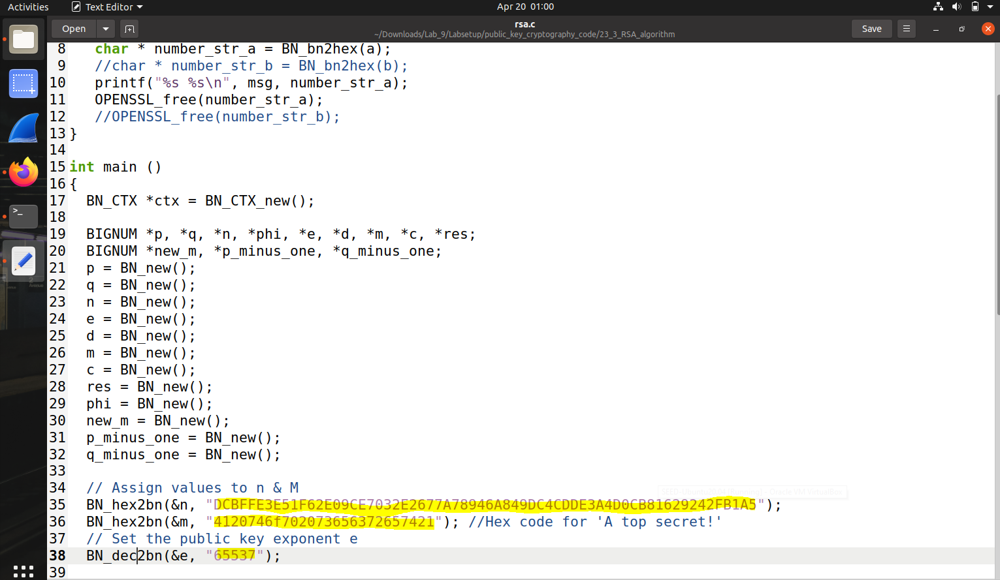 Activities Text Editor Apr 20 01:00
Open rsa.c Save
~/Downloads/Lab_9/Labsetup/public_key_cryptography_code/23_3_RSA_algorithm
8 char * number_str_a = BN_bn2hex(a);
9 //char * number_str_b = BN_bn2hex(b);
10 printf("%s %s\n", msg, number_str_a);
11 OPENSSL_free(number_str_a);
12 //OPENSSL_free(number_str_b);
13 }
14
15 int main ()
16 {
17 BN_CTX *ctx = BN_CTX_new();
18
19 BIGNUM *p, *q, *n, *phi, *e, *d, *m, *c, *res;
20 BIGNUM *new_m, *p_minus_one, *q_minus_one;
21 p = BN_new();
22 q = BN_new();
23 n = BN_new();
24 e = BN_new();
25 d = BN_new();
26 m = BN_new();
27 c = BN_new();
28 res = BN_new();
29 phi = BN_new();
30 new_m = BN_new();
31 p_minus_one = BN_new();
32 q_minus_one = BN_new();
33
34 // Assign values to n & M
35 BN_hex2bn(&n, "DCBFFE3E51F62E09CE7032E2677A78946A849DC4CDDE3A4D0CB81629242FB1A5");
36 BN_hex2bn(&m, "4120746f702073656372657421"); //Hex code for 'A top secret!'
37 // Set the public key exponent e
38 BN_dec2bn(&e, "65537");
39